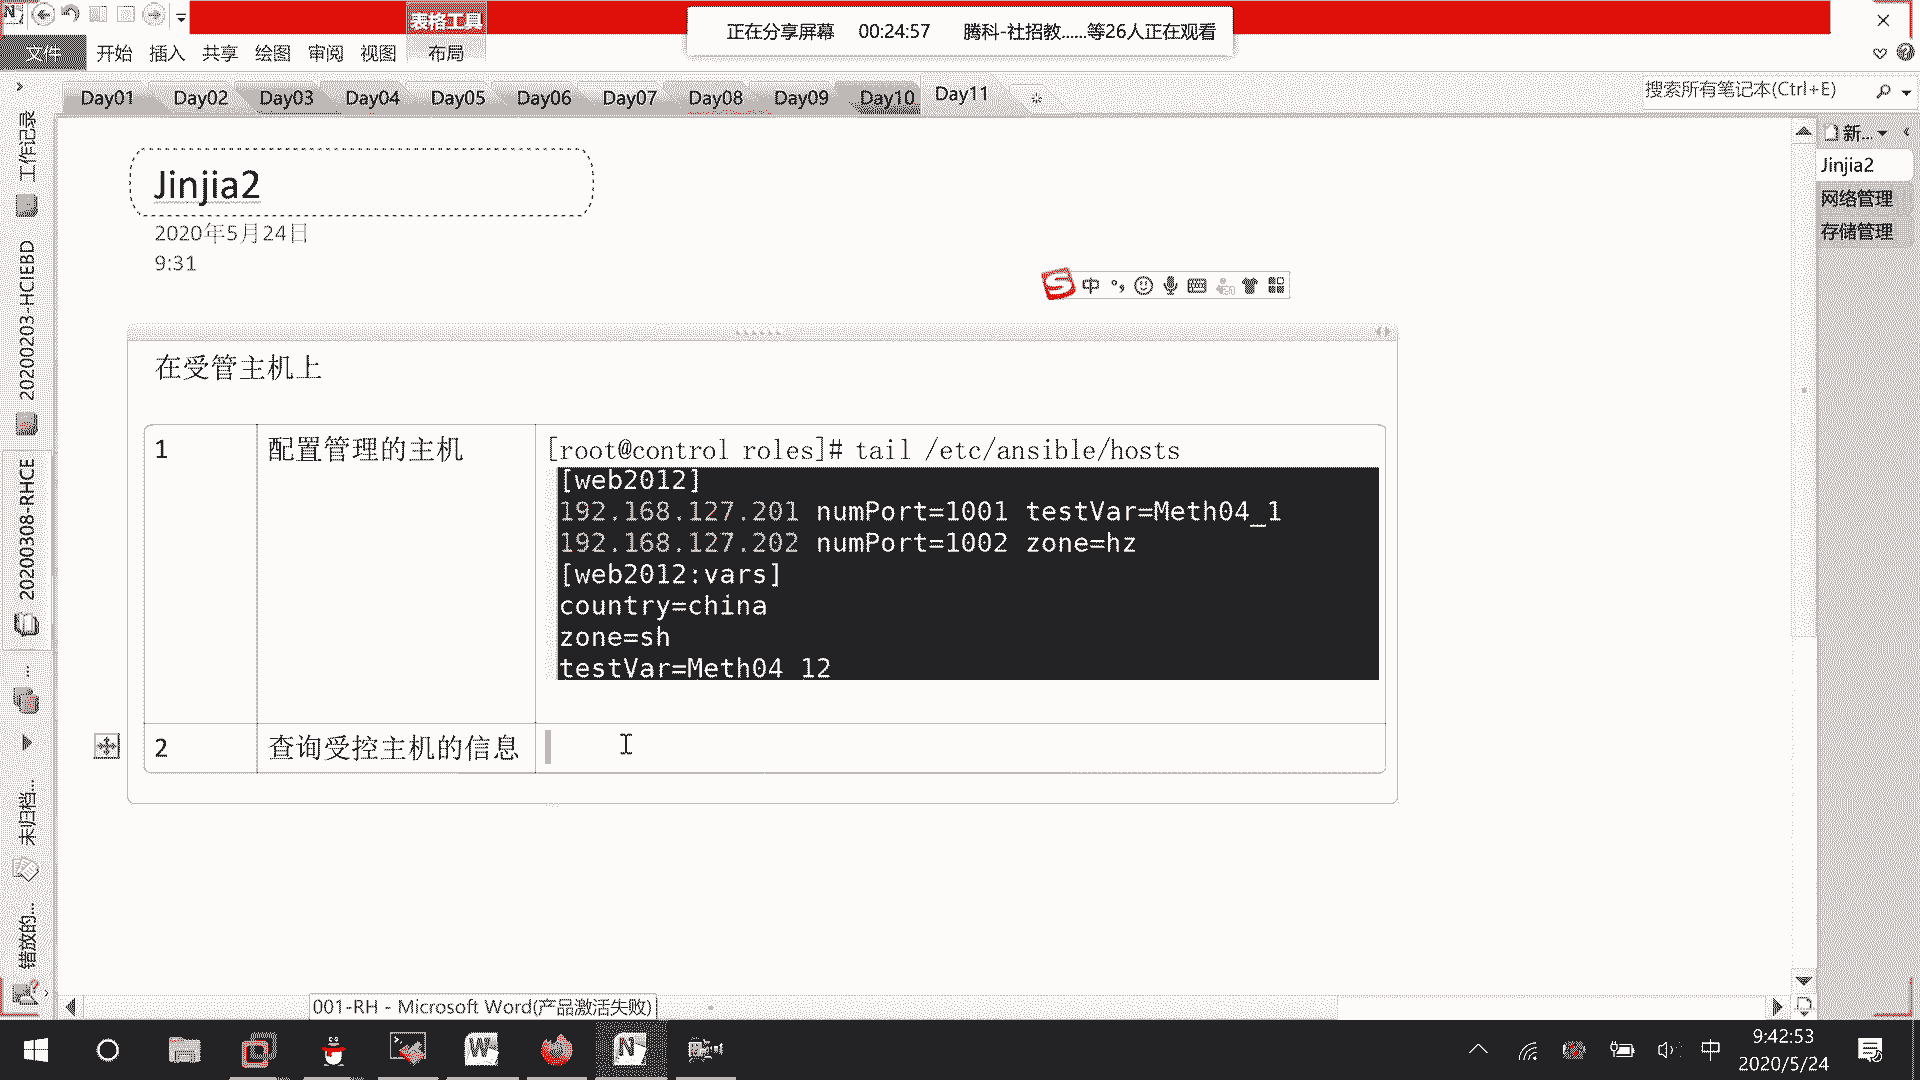 表格工具
正在分享屏幕 00:24:57 腾科-社招教......等26人正在观看
文件 开始 插入 共享 绘图 审阅 视图 布局
Day01 Day02 Day03 Day04 Day05 Day06 Day07 Day08 Day09 Day10 Day11
搜索所有笔记本(Ctrl+E)
新...
Jinjia2
网络管理
存储管理
工作记录
20200203-HCIEBD
20200308-RHCE
未归档...
错放的...
Jinjia2
2020年5月24日
9:31
中
在受管主机上
1 配置管理的主机 [root@control roles]# tail /etc/ansible/hosts
[web2012]
192.168.127.201 numPort=1001 testVar=Meth04_1
192.168.127.202 numPort=1002 zone=hz
[web2012:vars]
country=china
zone=sh
testVar=Meth04 12
2 查询受控主机的信息
001-RH - Microsoft Word(产品激活失败)
中
9:42:53
2020/5/24